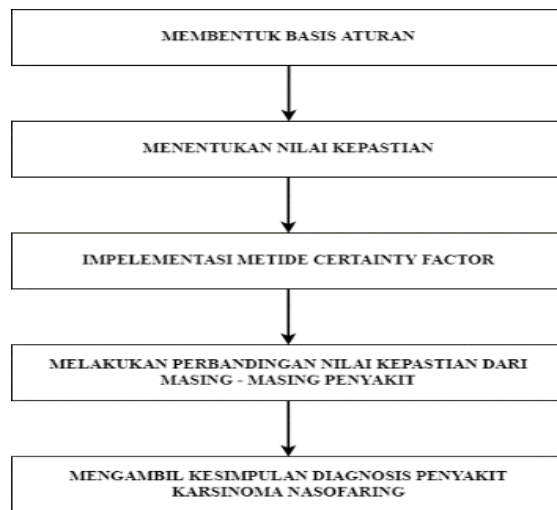 MEMBENTUK BASIS ATURAN
MENENTUKAN NILAI KEPASTIAN
IMPELEMENTASI METIDE CERTAINTY FACTOR
MELAKUKAN PERBANDINGAN NILAI KEPASTIAN DARI
MASING - MASING PENYAKIT
MENGAMBIL KESIMPULAN DIAGNOSIS PENYAKIT
KARSINOMA NASOFARING